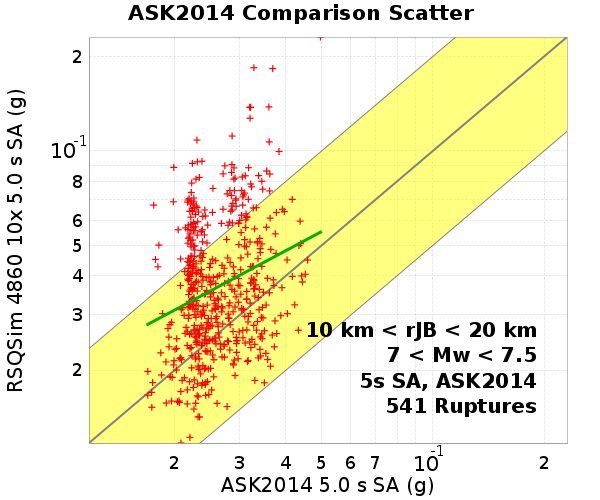 ASK2014 Comparison Scatter
RSQSim 4860 10x 5.0 s SA (g)
2
10-1
8
6
5
4
3
2
10 km < rJB < 20 km
7 < Mw < 7.5
5s SA, ASK2014
541 Ruptures
2 3 4 5 6 7 10-1 2
ASK2014 5.0 s SA (g)